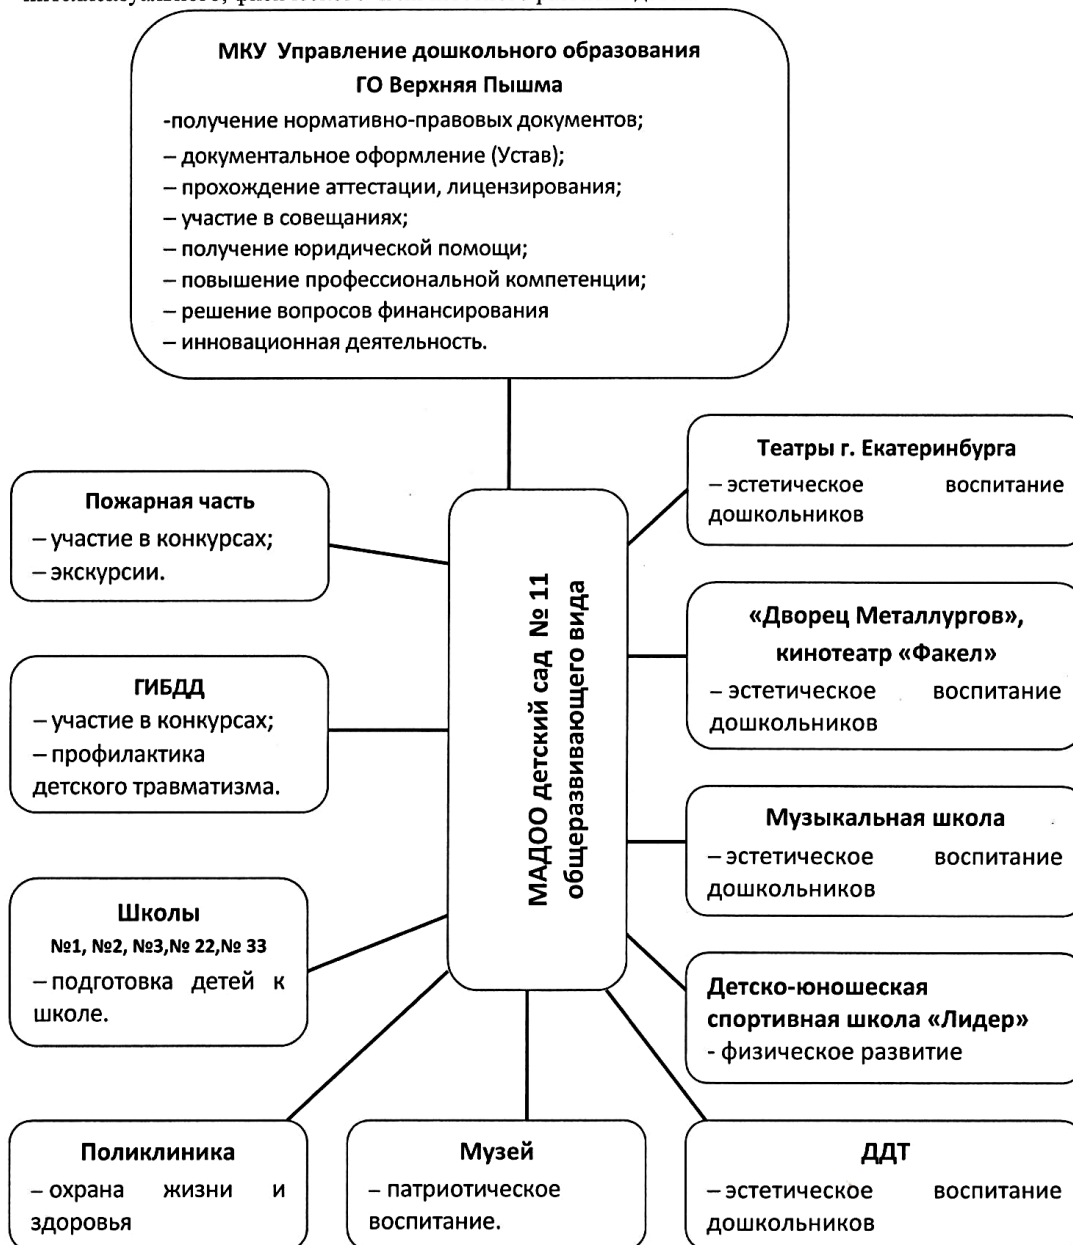 МКУ Управление дошкольного образования
ГО Верхняя Пышма
-получение нормативно-правовых документов;
– документальное оформление (Устав);
– прохождение аттестации, лицензирования;
– участие в совещаниях;
– получение юридической помощи;
– повышение профессиональной компетенции;
– решение вопросов финансирования
– инновационная деятельность.
Театры г. Екатеринбурга
– эстетическое воспитание
дошкольников
Пожарная часть
– участие в конкурсах;
– экскурсии.
МАДОО детский сад № 11
общеразвивающего вида
«Дворец Металлургов»,
кинотеатр «Факел»
– эстетическое воспитание
дошкольников
ГИБДД
– участие в конкурсах;
– профилактика
детского травматизма.
Музыкальная школа
– эстетическое воспитание
дошкольников
Школы
№1, №2, №3,№ 22,№ 33
– подготовка детей к
школе.
Детско-юношеская
спортивная школа «Лидер»
- физическое развитие
Поликлиника
– охрана жизни и
здоровья
Музей
– патриотическое
воспитание.
ДДТ
– эстетическое воспитание
дошкольников